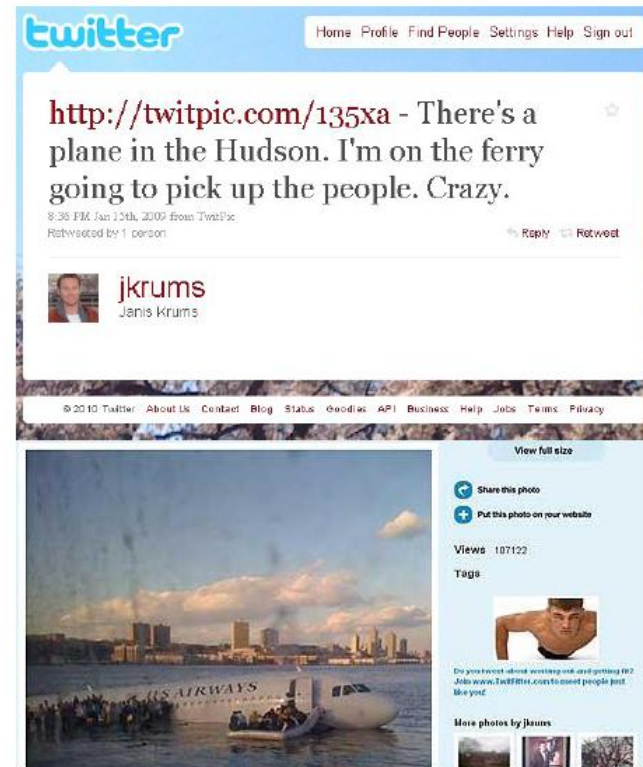 twitter
Home Profile Find People Settings Help Sign out
http://twitpic.com/135xa - There's a
plane in the Hudson. I'm on the ferry
going to pick up the people. Crazy.
8:36 PM Jan 15th, 2009 from TwitPic
Retweeted by 1 person
Reply Retweet
jkrums
Janis Krums
© 2010 Twitter About Us Contact Blog Status Goodies API Business Help Jobs Terms Privacy
View full size
Share this photo
Put this photo on your website
Views 107122
Tags
US AIRWAYS
Do you tweet about working out and getting fit?
Join www.TwitFitter.com to meet people just
like you!
More photos by jkrums